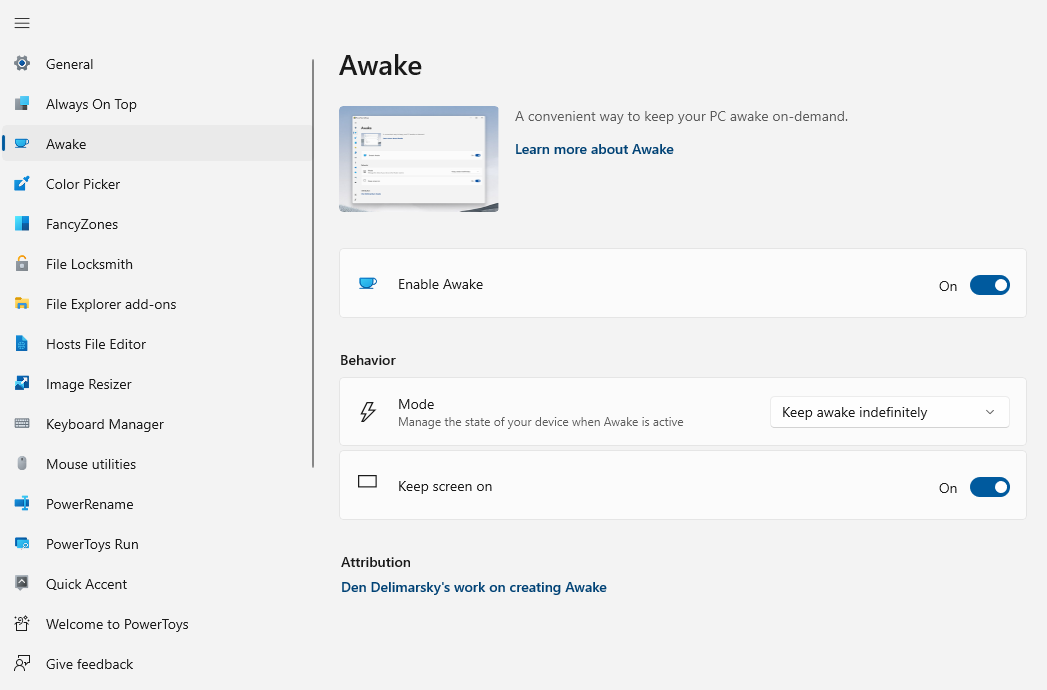 General
Always On Top
Awake
Color Picker
FancyZones
File Locksmith
File Explorer add-ons
Hosts File Editor
Image Resizer
Keyboard Manager
Mouse utilities
PowerRename
PowerToys Run
Quick Accent
Welcome to PowerToys
Give feedback
Awake
A convenient way to keep your PC awake on-demand.
Learn more about Awake
Enable Awake
On
Behavior
Mode
Manage the state of your device when Awake is active
Keep awake indefinitely
Keep screen on
On
Attribution
Den Delimarsky's work on creating Awake